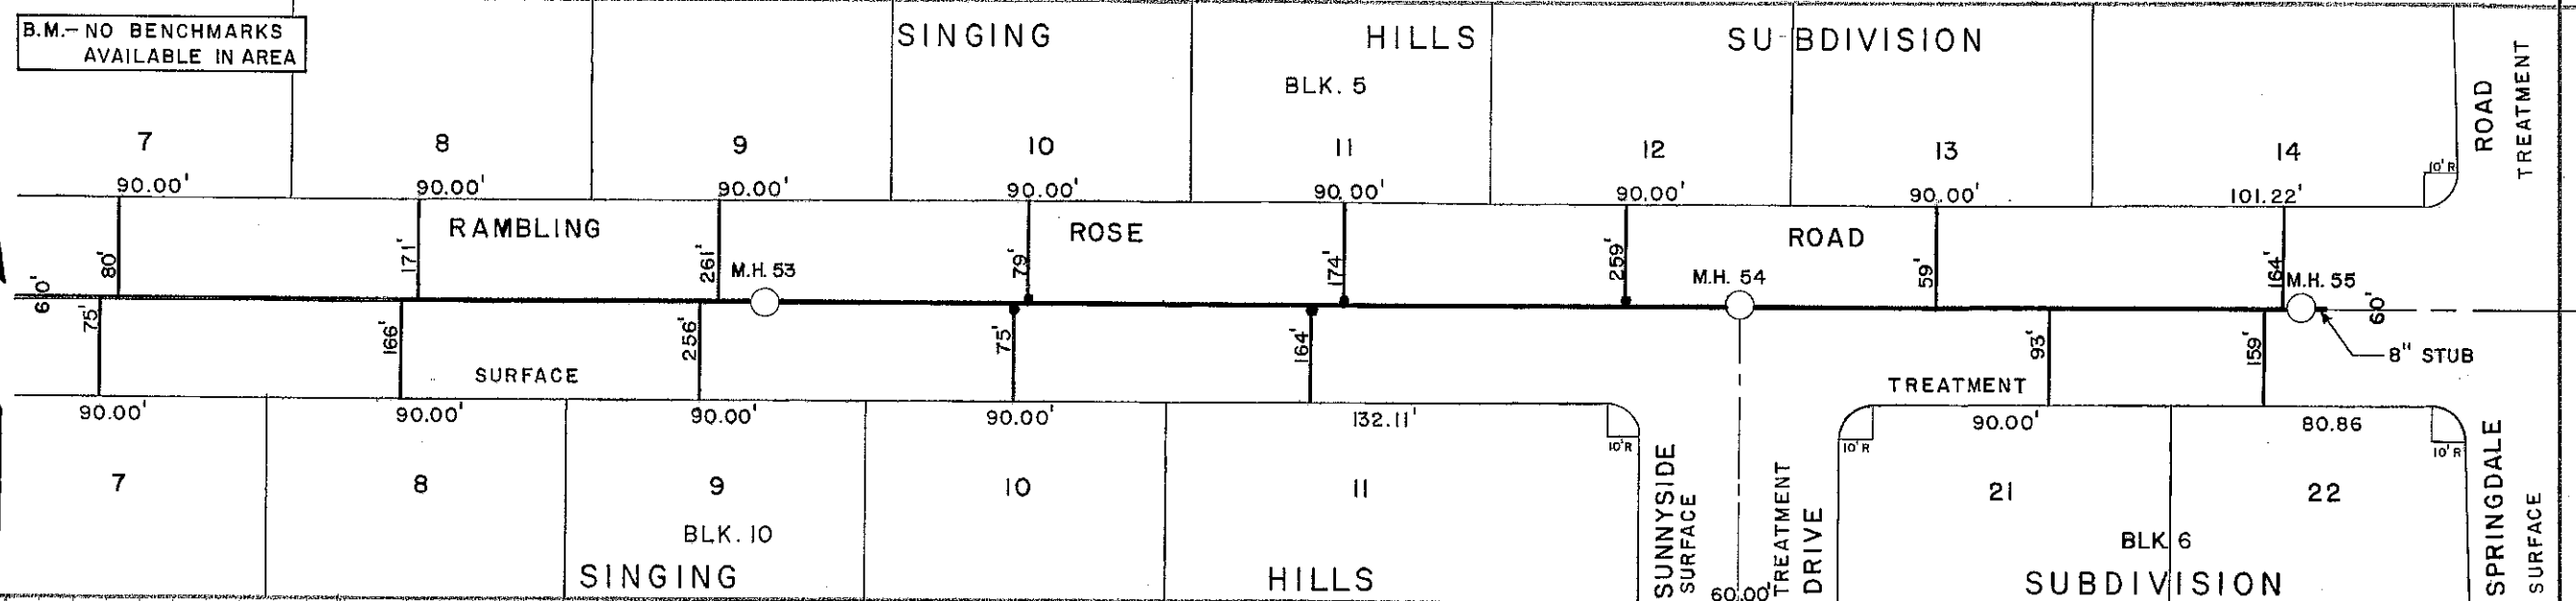 B.M.- NO BENCHMARKS
AVAILABLE IN AREA
SINGING HILLS SUBDIVISION
BLK. 5
7 8 9 10 11 12 13 14
90.00' 90.00' 90.00' 90.00' 90.00' 90.00' 90.00' 101.22'
10' R
ROAD
TREATMENT
RAMBLING ROSE ROAD
80' 171' 261' 79' 174' 259' 59' 164'
M.H. 53 M.H. 54 M.H. 55
60' 60'
75' 166' 256' 75' 164' 93' 159'
8" STUB
SURFACE TREATMENT
90.00' 90.00' 90.00' 90.00' 132.11' 90.00' 80.86
10' R 10' R 10' R
7 8 9 10 11 21 22
BLK. 10 BLK. 6
SINGING HILLS SUBDIVISION
SUNNYSIDE
SURFACE
60.00'
TREATMENT
DRIVE
SPRINGDALE
SURFACE